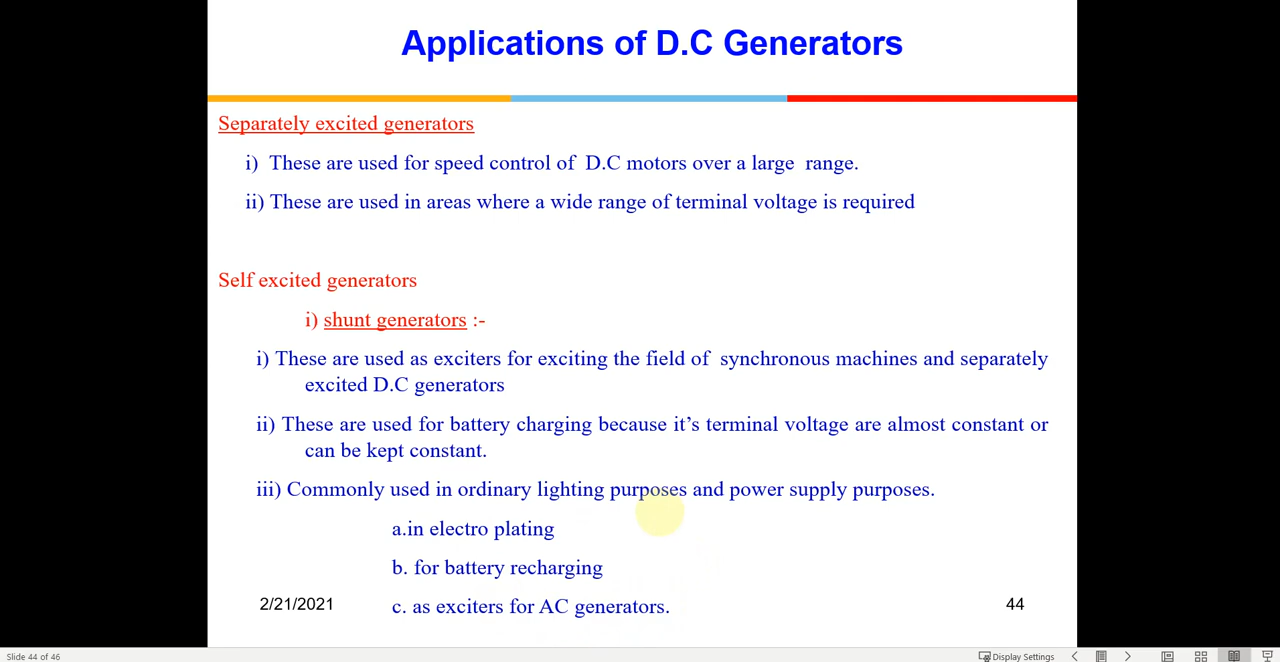 Applications of D.C Generators
Separately excited generators
i) These are used for speed control of D.C motors over a large range.
ii) These are used in areas where a wide range of terminal voltage is required
Self excited generators
i) shunt generators :-
i) These are used as exciters for exciting the field of synchronous machines and separately
excited D.C generators
ii) These are used for battery charging because it’s terminal voltage are almost constant or
can be kept constant.
iii) Commonly used in ordinary lighting purposes and power supply purposes.
a.in electro plating
b. for battery recharging
2/21/2021
c. as exciters for AC generators.
44
Slide 44 of 46
Display Settings